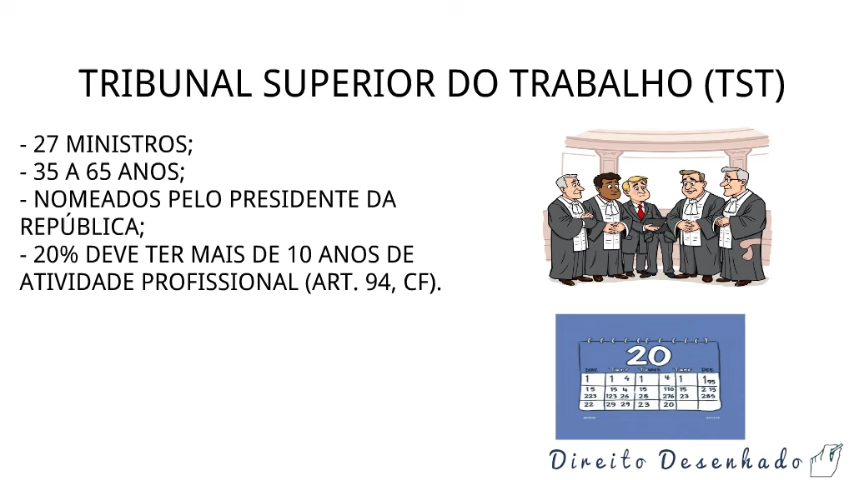 TRIBUNAL SUPERIOR DO TRABALHO (TST)
- 27 MINISTROS;
- 35 A 65 ANOS;
- NOMEADOS PELO PRESIDENTE DA
REPÚBLICA;
- 20% DEVE TER MAIS DE 10 ANOS DE
ATIVIDADE PROFISSIONAL (ART. 94, CF).
20
Direito Desenhado